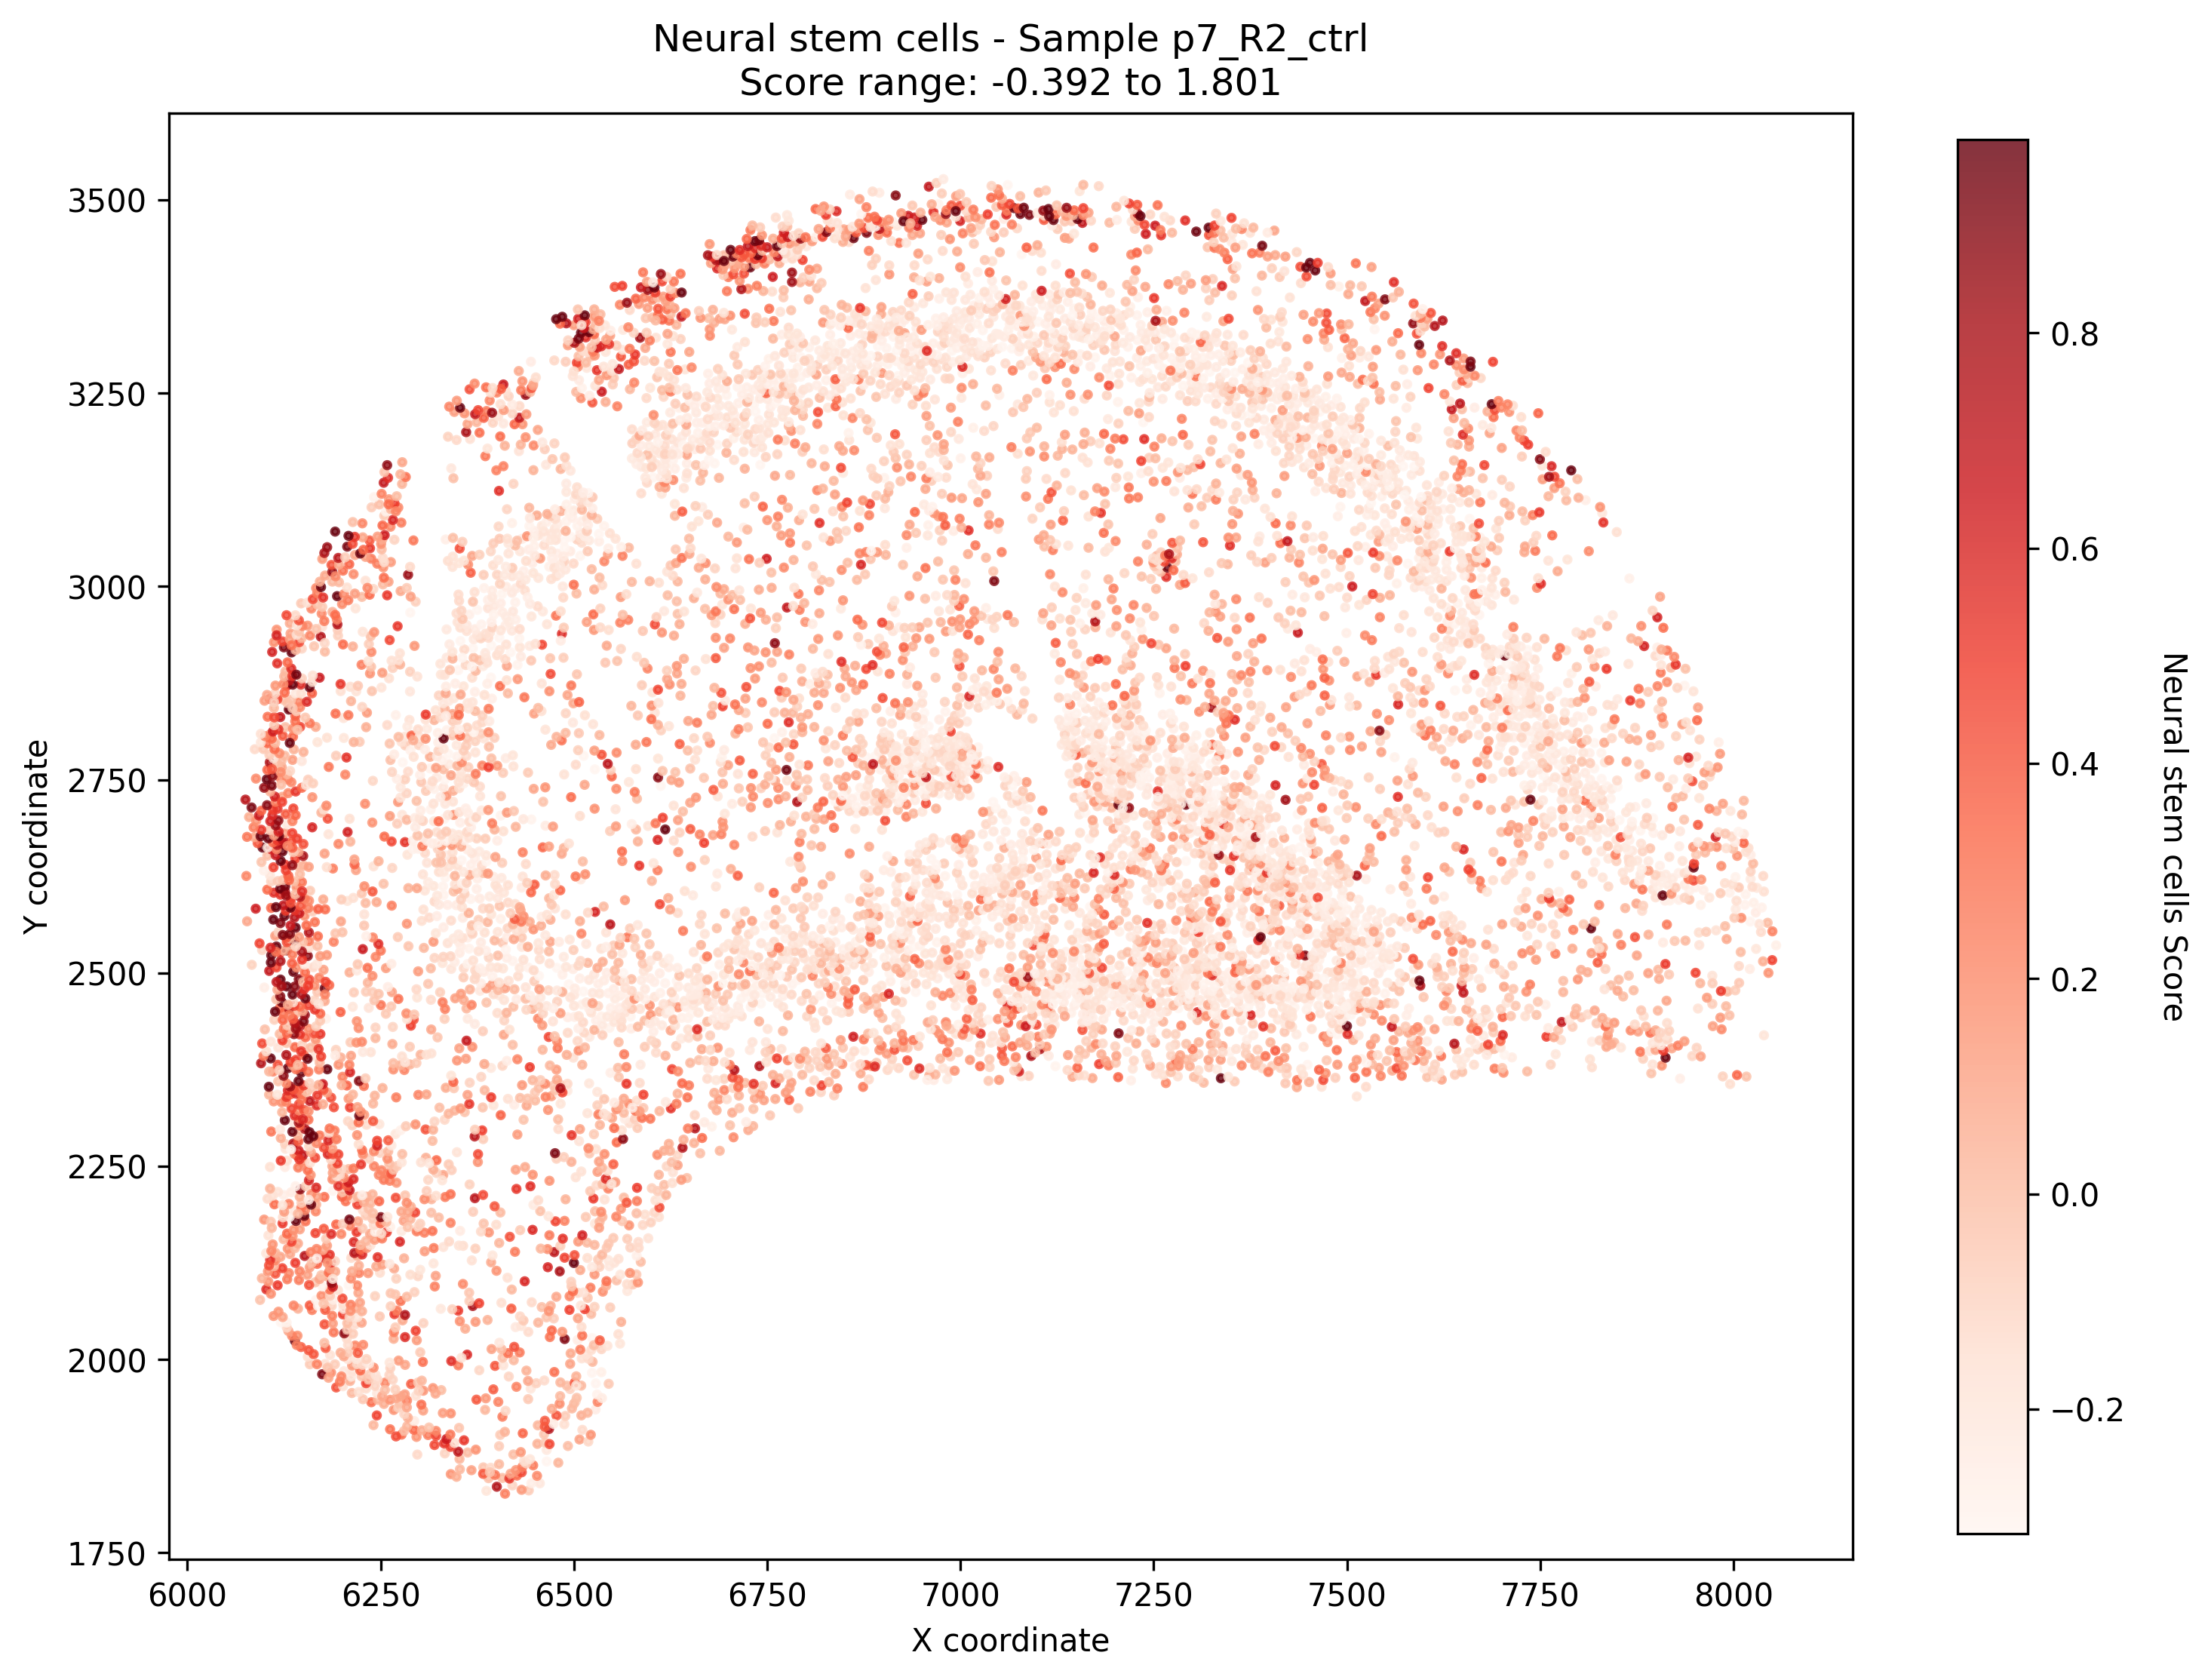 Neural stem cells - Sample p7_R2_ctrl
Score range: -0.392 to 1.801
3500
3250
3000
2750
2500
2250
2000
1750
Y coordinate
6000 6250 6500 6750 7000 7250 7500 7750 8000
X coordinate
0.8
0.6
0.4
0.2
0.0
−0.2
Neural stem cells Score